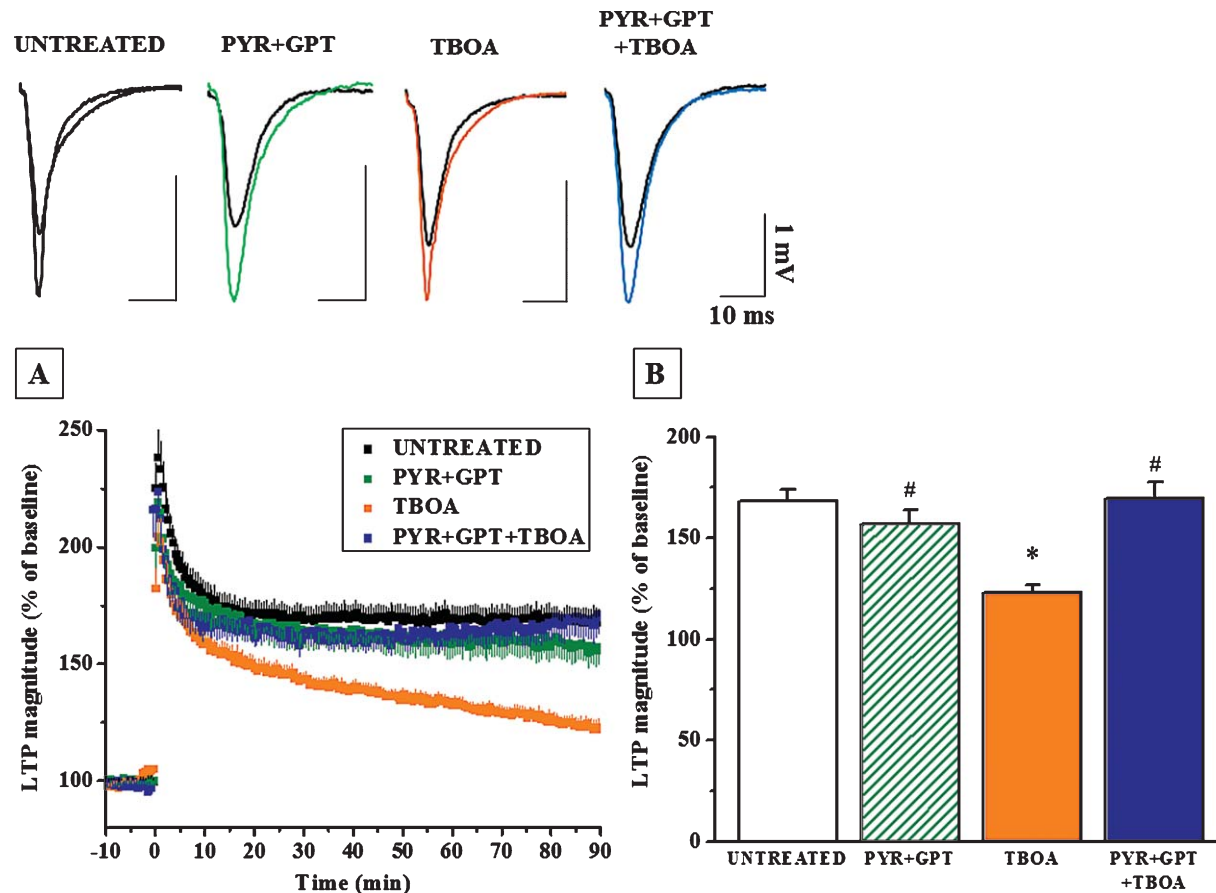 UNTREATED
PYR+GPT
TBOA
PYR+GPT
+TBOA
1 mV
10 ms
A
LTP magnitude (% of baseline)
250
200
150
100
UNTREATED
PYR+GPT
TBOA
PYR+GPT+TBOA
-10 0 10 20 30 40 50 60 70 80 90
Time (min)
B
LTP magnitude (% of baseline)
200
150
100
50
0
#
*
#
UNTREATED
PYR+GPT
TBOA
PYR+GPT
+TBOA